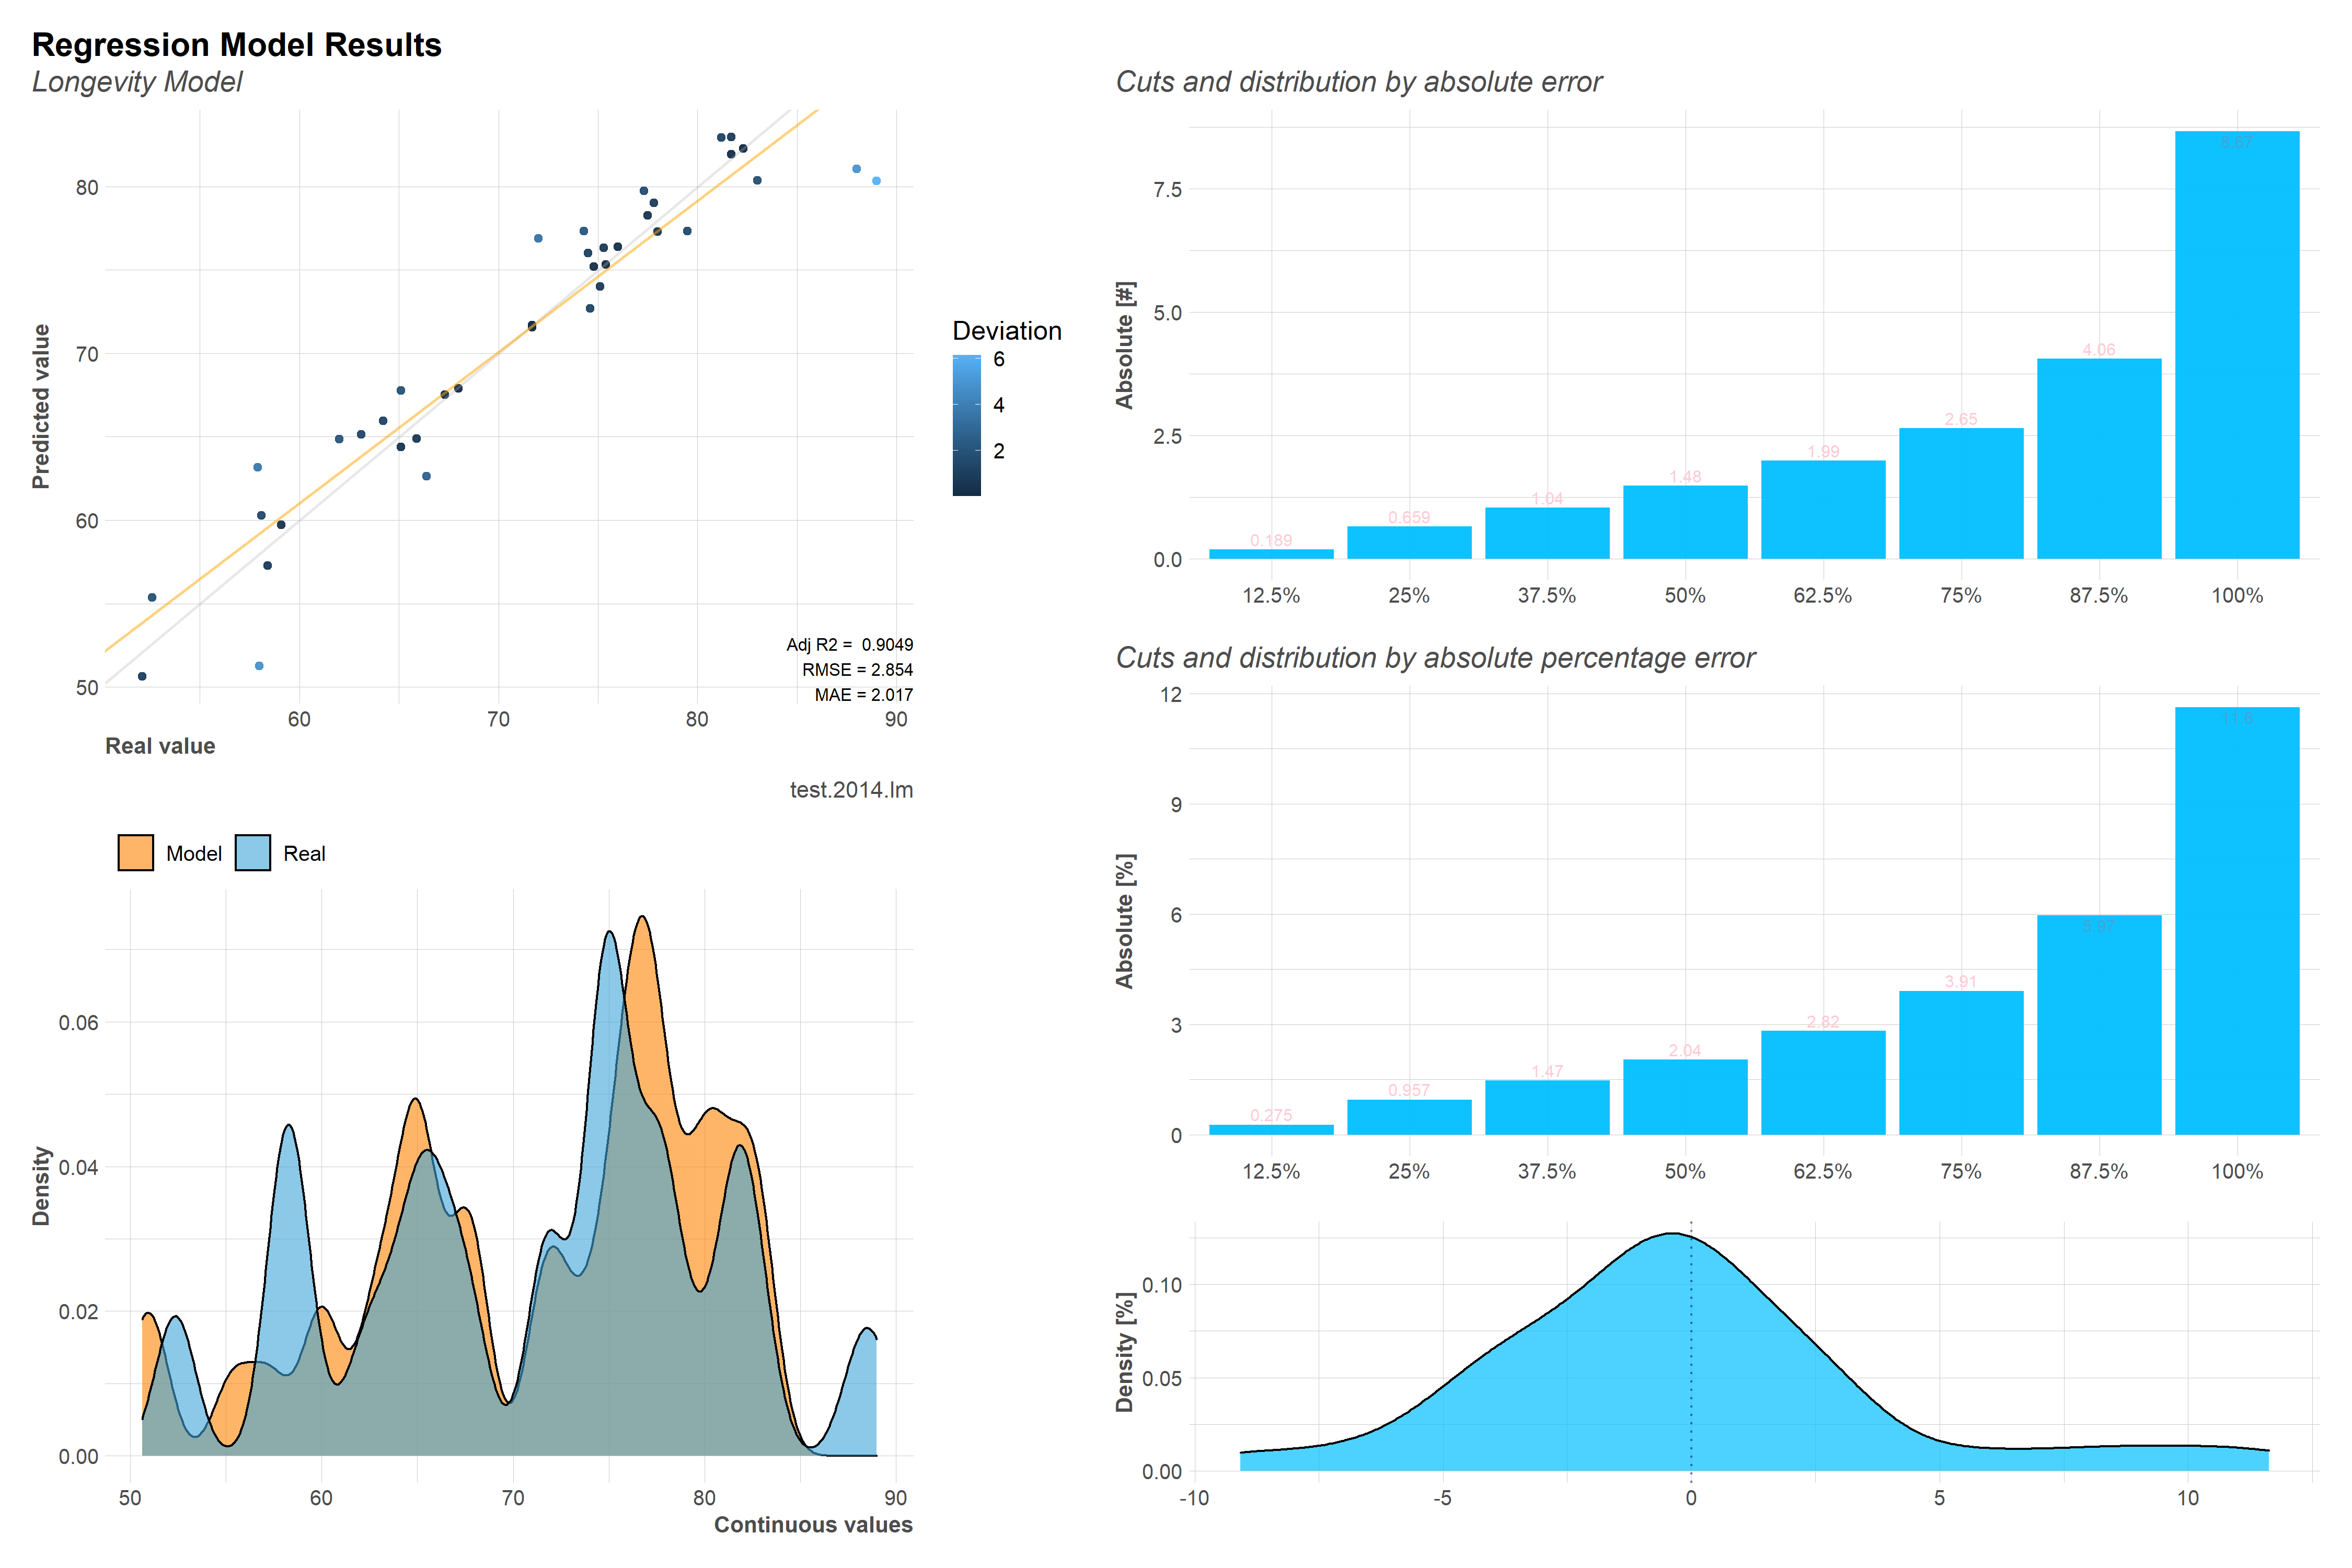 Regression Model Results
Longevity Model
Predicted value
80
70
60
50
60 70 80 90
Real value
Adj R2 = 0.9049
RMSE = 2.854
MAE = 2.017
test.2014.lm
Deviation
6
4
2
Model Real
Density
0.06
0.04
0.02
0.00
50 60 70 80 90
Continuous values
Cuts and distribution by absolute error
Absolute [#]
7.5
5.0
2.5
0.0
0.189 0.659 1.04 1.48 1.99 2.65 4.06 8.67
12.5% 25% 37.5% 50% 62.5% 75% 87.5% 100%
Cuts and distribution by absolute percentage error
Absolute [%]
12
9
6
3
0
0.275 0.957 1.47 2.04 2.82 3.91 5.97 11.6
12.5% 25% 37.5% 50% 62.5% 75% 87.5% 100%
Density [%]
0.10
0.05
0.00
-10 -5 0 5 10